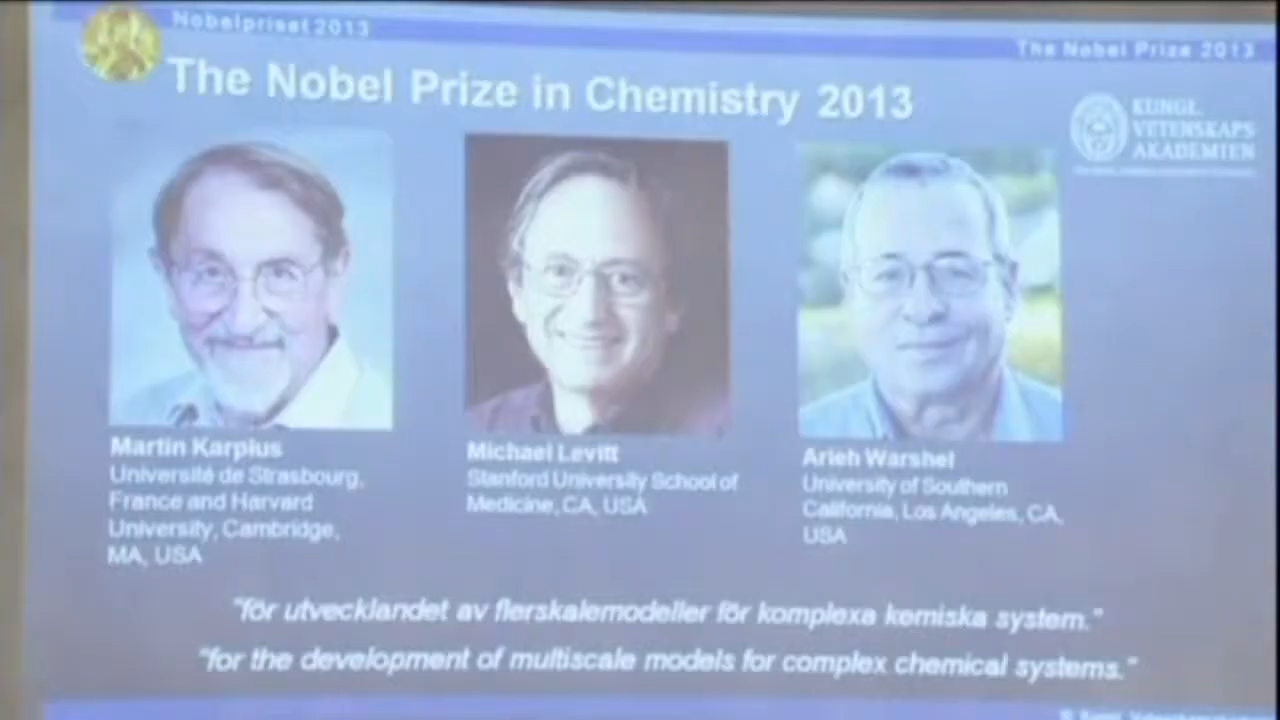 Nobelpriset 2013
The Nobel Prize 2013
The Nobel Prize in Chemistry 2013
KUNGL.
VETENSKAPS
AKADEMIEN
Martin Karplus
Université de Strasbourg,
France and Harvard
University, Cambridge,
MA, USA
Michael Levitt
Stanford University School of
Medicine, CA, USA
Arieh Warshel
University of Southern
California, Los Angeles, CA,
USA
"för utvecklandet av flerskalemodeller för komplexa kemiska system."
"for the development of multiscale models for complex chemical systems."